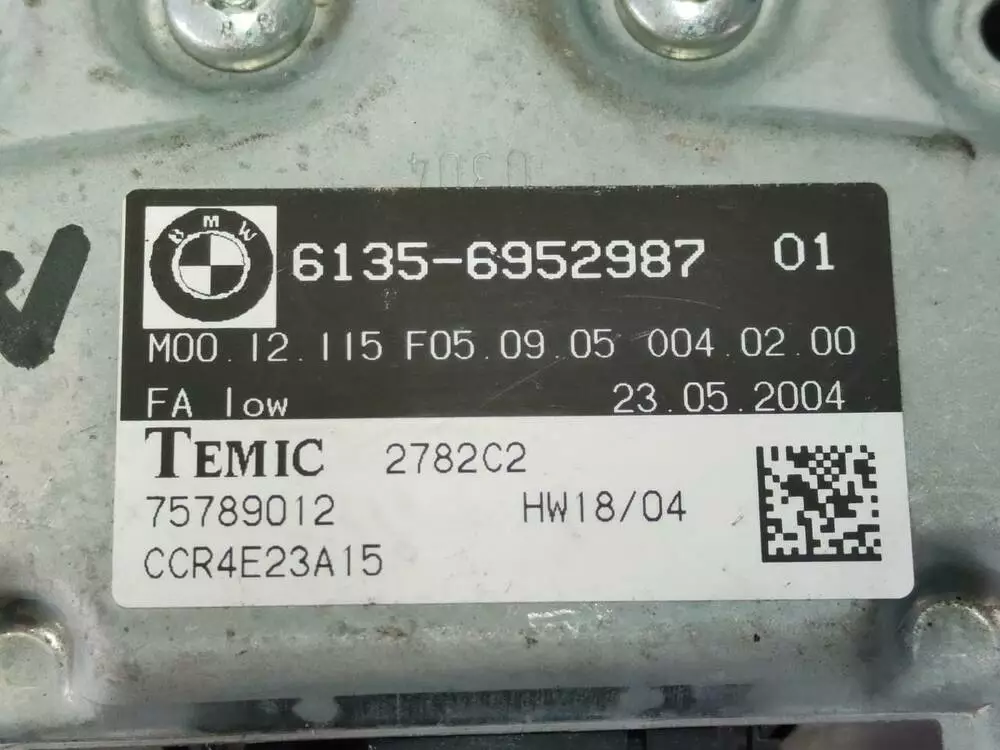 0304
BMW
6135-6952987 01
M00.12.115 F05.09.05 004.02.00
FA low 23.05.2004
TEMIC 2782C2
75789012 HW18/04
CCR4E23A15